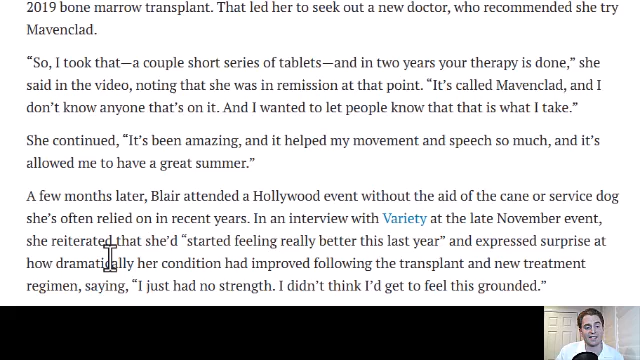 2019 bone marrow transplant. That led her to seek out a new doctor, who recommended she try
Mavenclad.
“So, I took that—a couple short series of tablets—and in two years your therapy is done,” she
said in the video, noting that she was in remission at that point. “It’s called Mavenclad, and I
don’t know anyone that’s on it. And I wanted to let people know that that is what I take.”
She continued, “It’s been amazing, and it helped my movement and speech so much, and it’s
allowed me to have a great summer.”
A few months later, Blair attended a Hollywood event without the aid of the cane or service dog
she’s often relied on in recent years. In an interview with Variety at the late November event,
she reiterated that she’d “started feeling really better this last year” and expressed surprise at
how dramatically her condition had improved following the transplant and new treatment
regimen, saying, “I just had no strength. I didn’t think I’d get to feel this grounded.”